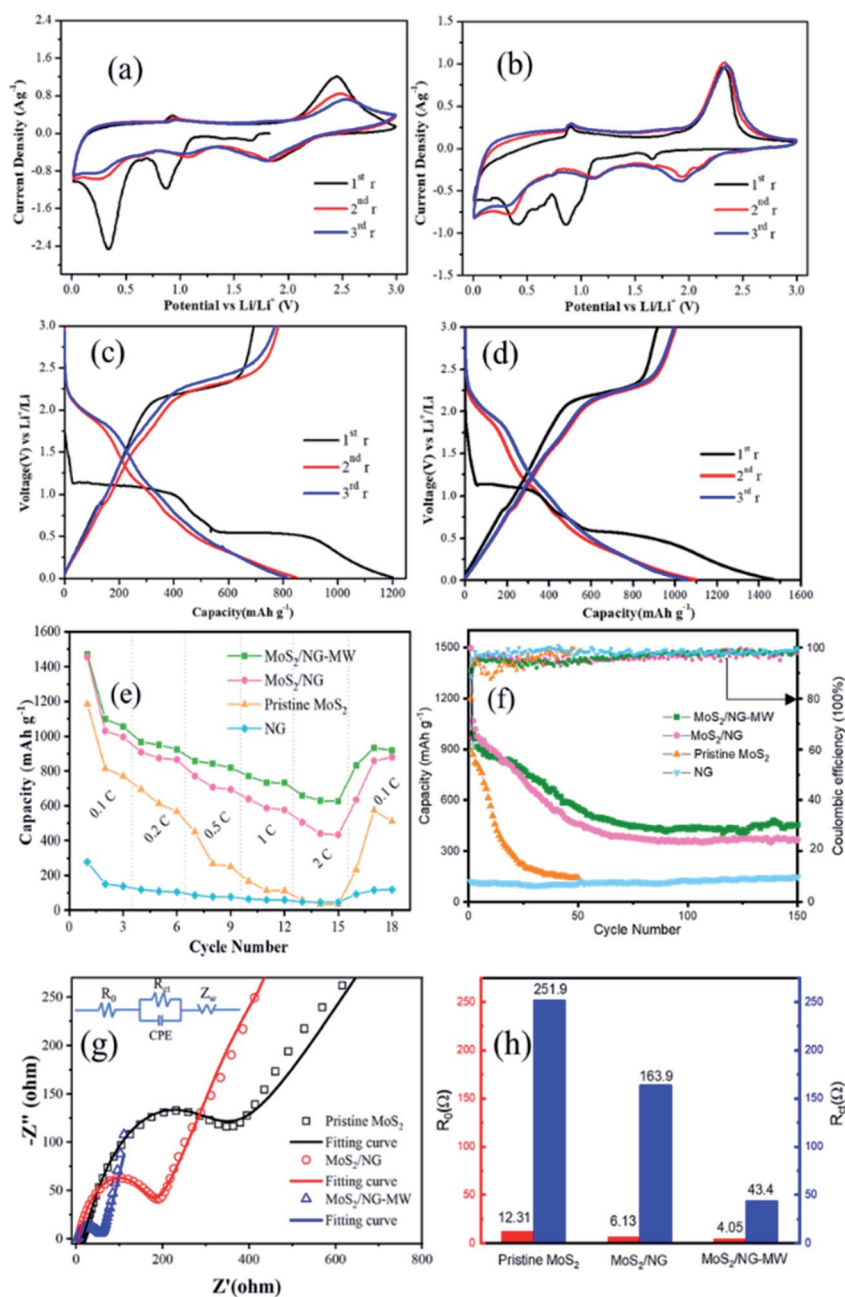 (a)
Current Density (Ag⁻¹)
2.4
1.2
0.0
-1.2
-2.4
1st r
2nd r
3rd r
0.0 0.5 1.0 1.5 2.0 2.5 3.0
Potential vs Li/Li⁺ (V)
(b)
Current Density (Ag⁻¹)
1.5
1.0
0.5
0.0
-0.5
-1.0
-1.5
1st r
2nd r
3rd r
0.0 0.5 1.0 1.5 2.0 2.5 3.0
Potential vs Li/Li⁺ (V)
(c)
Voltage(V) vs Li⁺/Li
3.0
2.5
2.0
1.5
1.0
0.5
0.0
1st r
2nd r
3rd r
0 200 400 600 800 1000 1200
Capacity(mAh g⁻¹)
(d)
Voltage(V) vs Li⁺/Li
3.0
2.5
2.0
1.5
1.0
0.5
0.0
1st r
2nd r
3rd r
0 200 400 600 800 1000 1200 1400 1600
Capacity(mAh g⁻¹)
(e)
Capacity (mAh g⁻¹)
1600
1400
1200
1000
800
600
400
200
0
MoS₂/NG-MW
MoS₂/NG
Pristine MoS₂
NG
0.1 C
0.2 C
0.5 C
1 C
2 C
0.1 C
0 3 6 9 12 15 18
Cycle Number
(f)
Capacity (mAh g⁻¹)
1500
1200
900
600
300
0
MoS₂/NG-MW
MoS₂/NG
Pristine MoS₂
NG
100
80
60
40
20
0
Coulombic efficiency (100%)
0 50 100 150
Cycle Number
(g)
-Z'' (ohm)
-250
200
150
100
50
0
R₀
Rct
CPE
Zw
Pristine MoS₂
Fitting curve
MoS₂/NG
Fitting curve
MoS₂/NG-MW
Fitting curve
0 200 400 600 800
Z'(ohm)
(h)
R₀(Ω)
250
200
150
100
50
0
12.31
251.9
6.13
163.9
4.05
43.4
Pristine MoS₂ MoS₂/NG MoS₂/NG-MW
250
200
150
100
50
0
Rct(Ω)